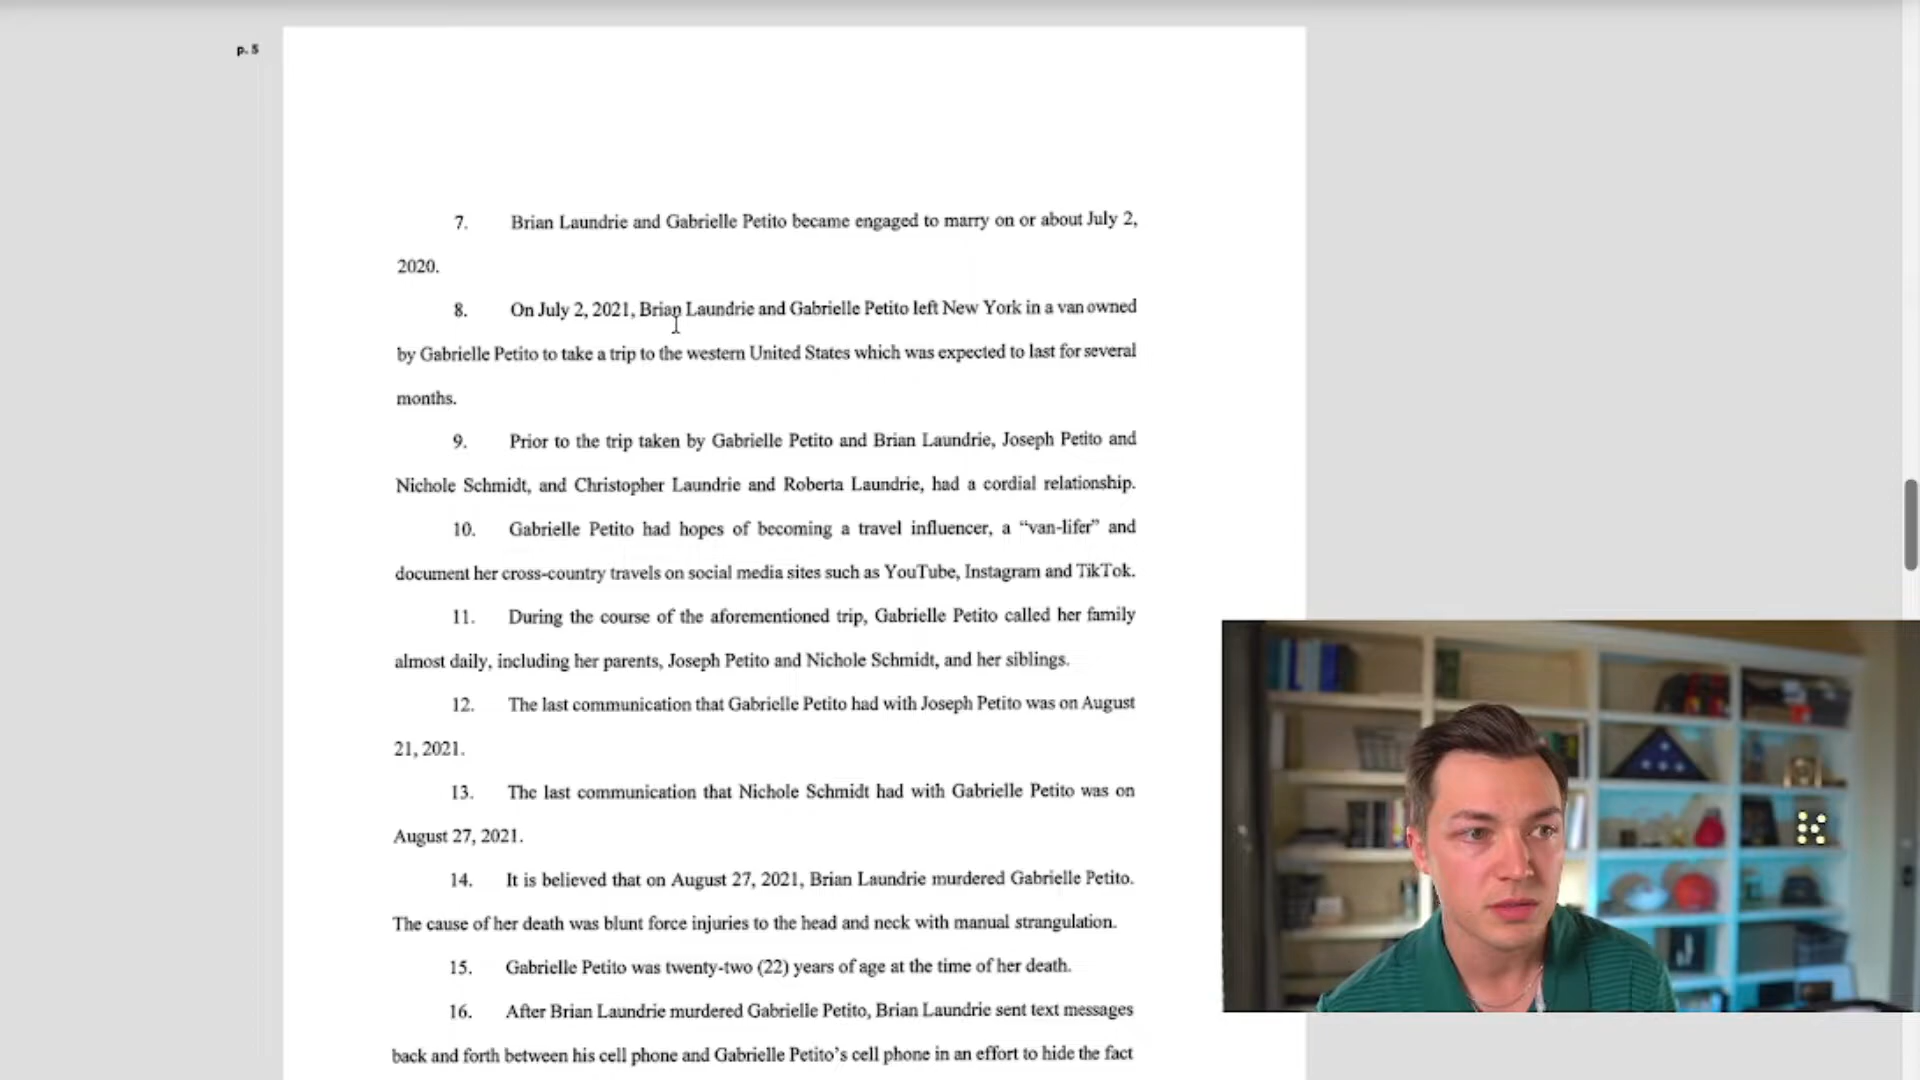 p. 5
7. Brian Laundrie and Gabrielle Petito became engaged to marry on or about July 2,
2020.
8. On July 2, 2021, Brian Laundrie and Gabrielle Petito left New York in a van owned
by Gabrielle Petito to take a trip to the western United States which was expected to last for several
months.
9. Prior to the trip taken by Gabrielle Petito and Brian Laundrie, Joseph Petito and
Nichole Schmidt, and Christopher Laundrie and Roberta Laundrie, had a cordial relationship.
10. Gabrielle Petito had hopes of becoming a travel influencer, a “van-lifer” and
document her cross-country travels on social media sites such as YouTube, Instagram and TikTok.
11. During the course of the aforementioned trip, Gabrielle Petito called her family
almost daily, including her parents, Joseph Petito and Nichole Schmidt, and her siblings.
12. The last communication that Gabrielle Petito had with Joseph Petito was on August
21, 2021.
13. The last communication that Nichole Schmidt had with Gabrielle Petito was on
August 27, 2021.
14. It is believed that on August 27, 2021, Brian Laundrie murdered Gabrielle Petito.
The cause of her death was blunt force injuries to the head and neck with manual strangulation.
15. Gabrielle Petito was twenty-two (22) years of age at the time of her death.
16. After Brian Laundrie murdered Gabrielle Petito, Brian Laundrie sent text messages
back and forth between his cell phone and Gabrielle Petito’s cell phone in an effort to hide the fact